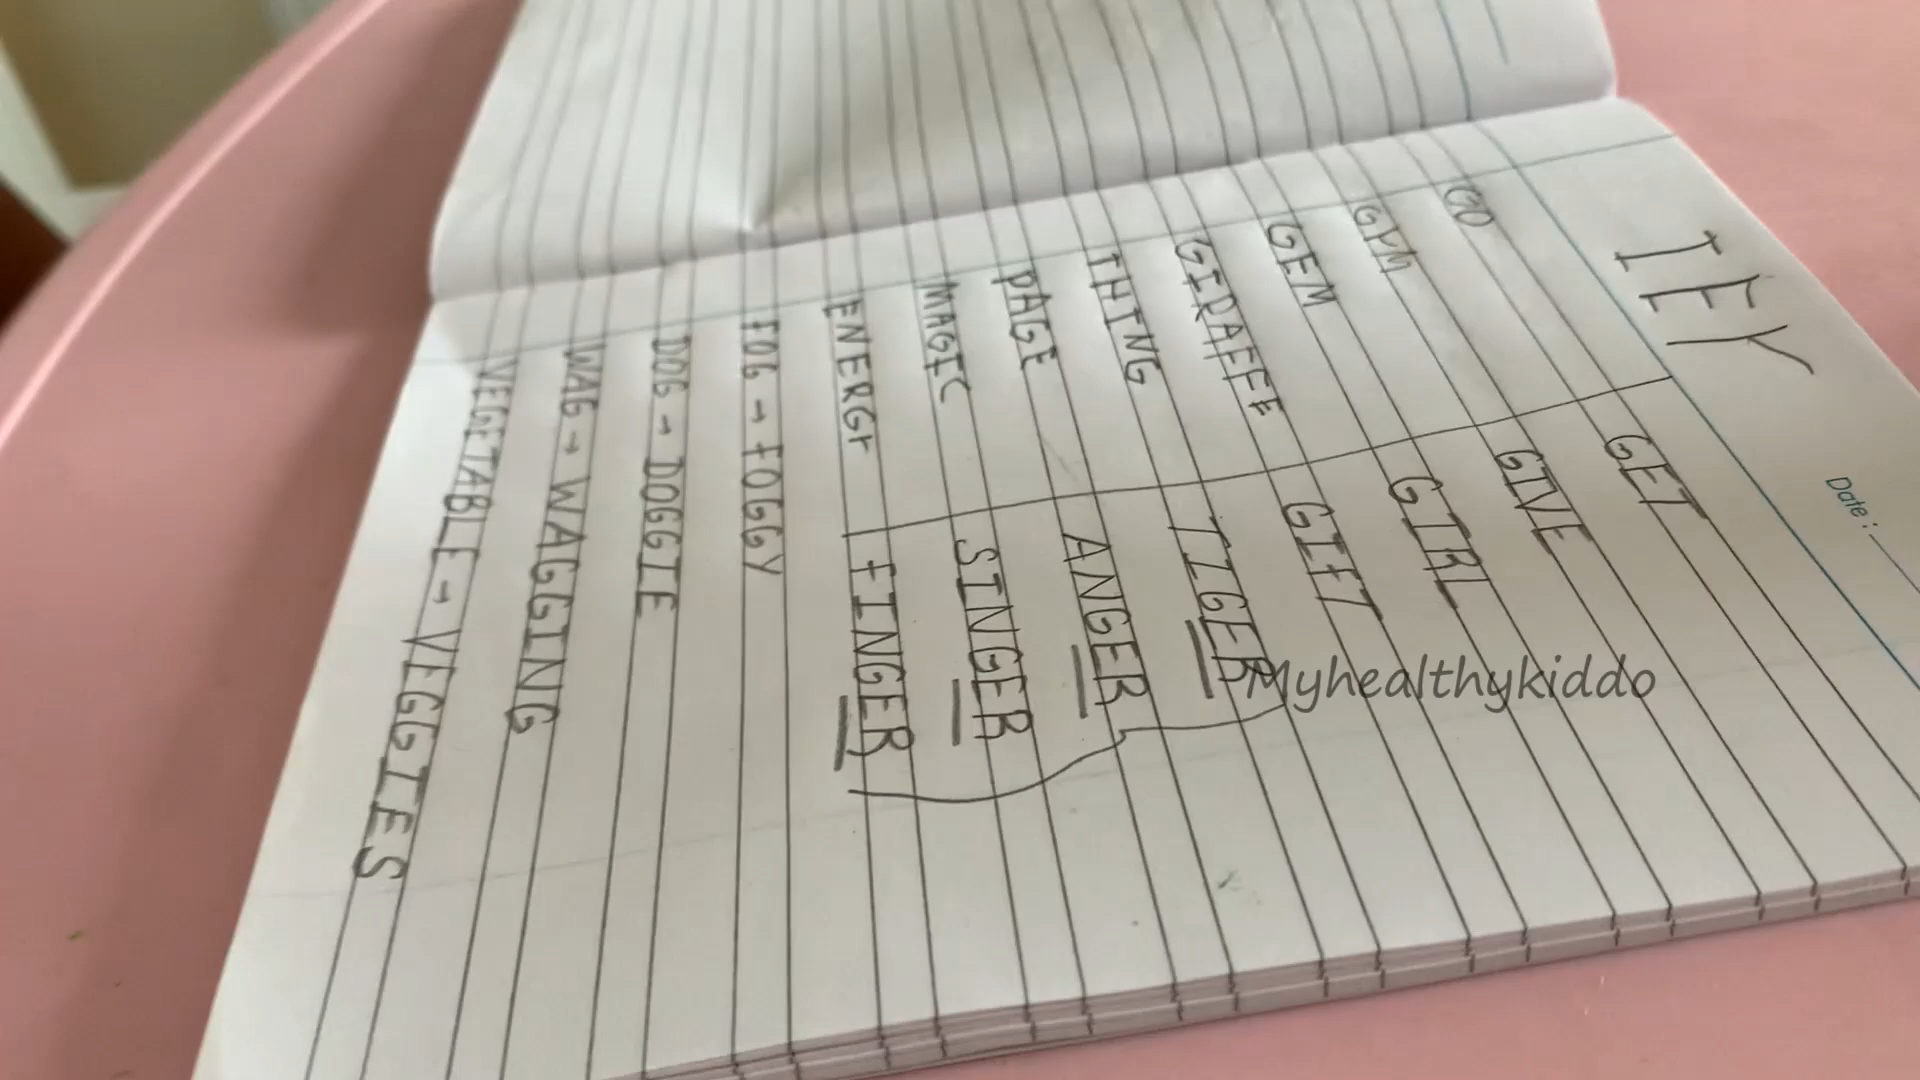 Date :
I E Y
GO GET
GYM GIVE
GEM GIRL
GIRAFFE GIFT
THING TIGER
PAGE ANGER
MAGIC SINGER
ENERGY FINGER
FOG → FOGGY
DOG → DOGGIE
WAG → WAGGING
VEGETABLE → VEGGIES
Myhealthykiddo